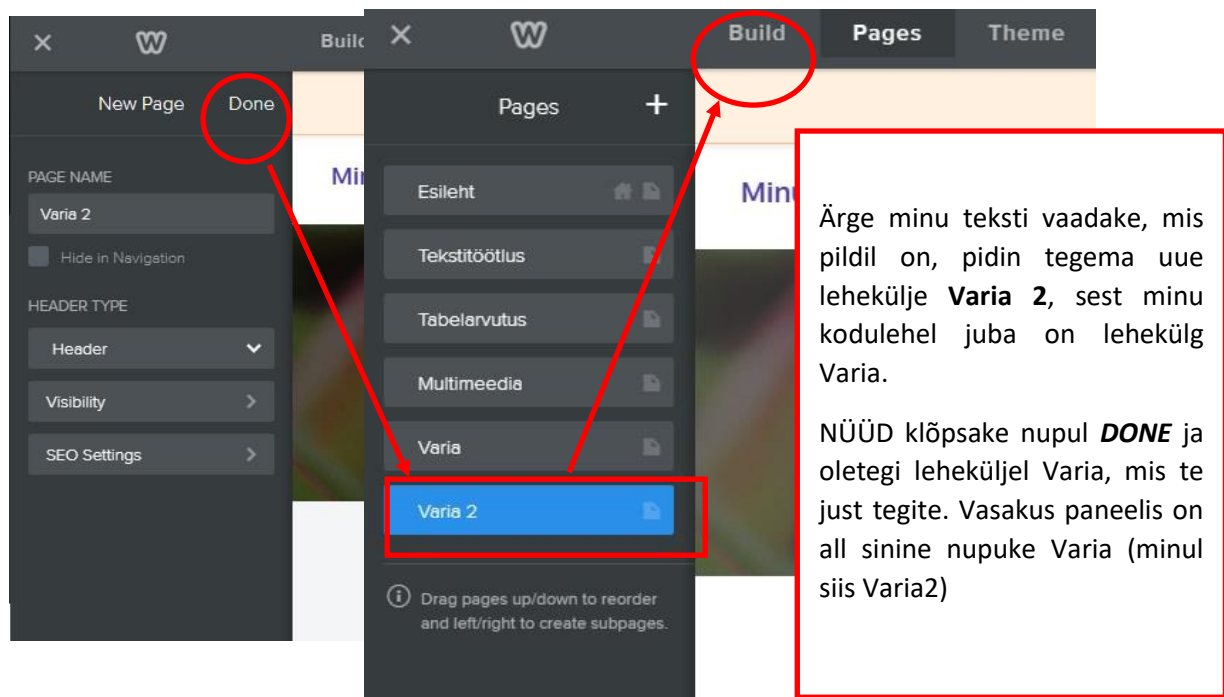 New Page Done
PAGE NAME
Varia 2
Hide in Navigation
HEADER TYPE
Header
Visibility
SEO Settings
Build Pages Theme
Pages
Esileht
Tekstitöötlus
Tabelarvutus
Multimeedia
Varia
Varia 2
Drag pages up/down to reorder
and left/right to create subpages.
Ärge minu teksti vaadake, mis
pildil on, pidin tegema uue
lehekülje Varia 2, sest minu
kodulehel juba on lehekülg
Varia.
NÜÜD klõpsake nupul DONE ja
oletegi leheküljel Varia, mis te
just tegite. Vasakus paneelis on
all sinine nupuke Varia (minul
siis Varia2)